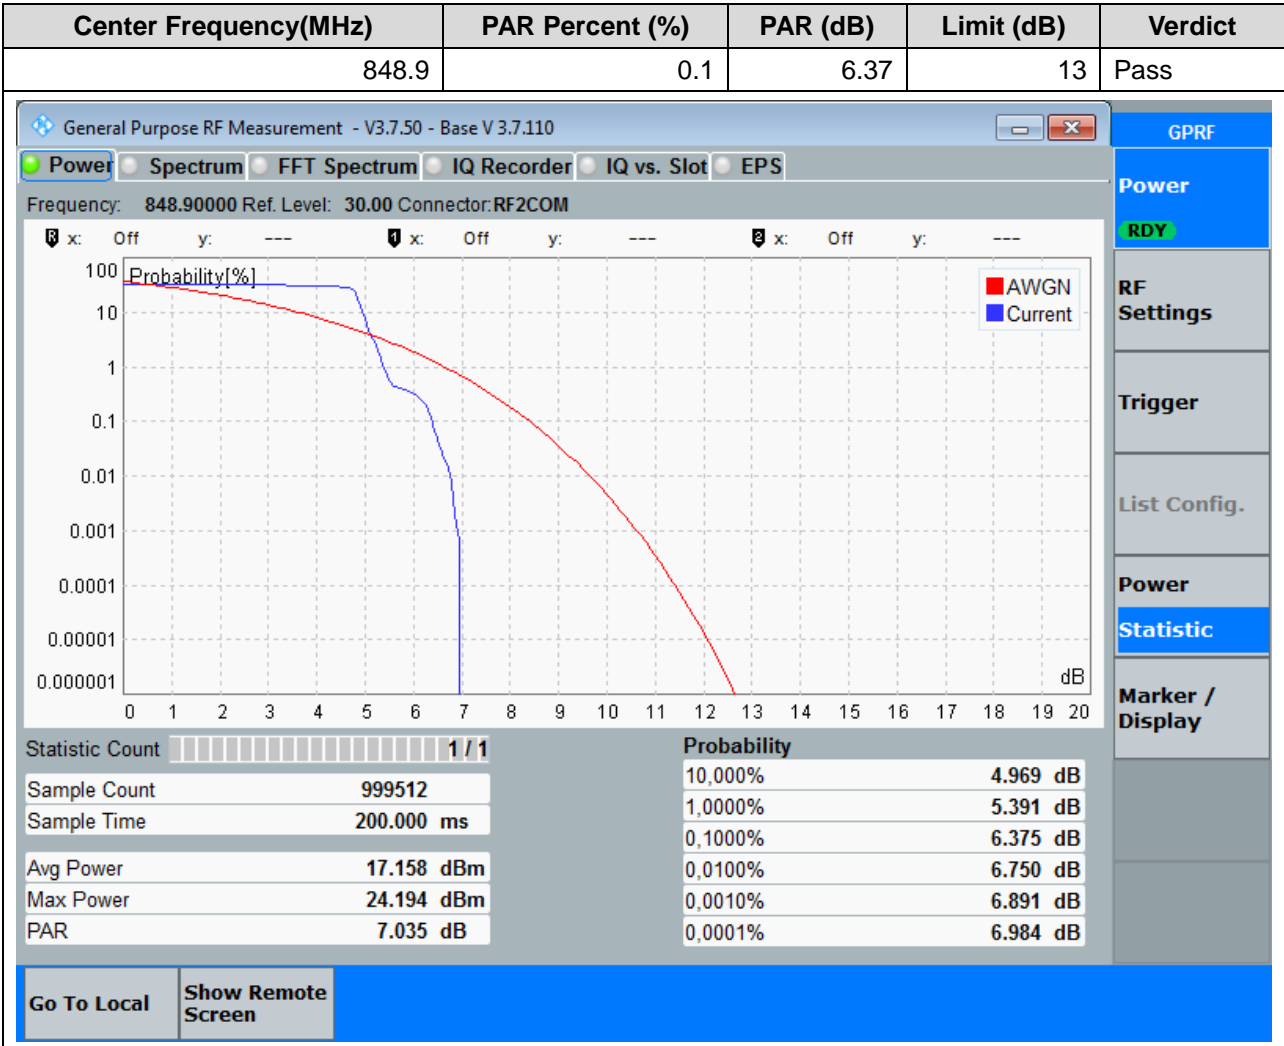 Center Frequency(MHz) PAR Percent (%) PAR (dB) Limit (dB) Verdict
848.9 0.1 6.37 13 Pass
General Purpose RF Measurement - V3.7.50 - Base V 3.7.110
GPRF
Power Spectrum FFT Spectrum IQ Recorder IQ vs. Slot EPS
Frequency: 848.90000 Ref. Level: 30.00 Connector: RF2COM
R x: Off y: --- 1 x: Off y: --- 2 x: Off y: ---
Probability[%]
AWGN
Current
100
10
1
0.1
0.01
0.001
0.0001
0.00001
0.000001
dB
0 1 2 3 4 5 6 7 8 9 10 11 12 13 14 15 16 17 18 19 20
Statistic Count 1 / 1
Sample Count 999512
Sample Time 200.000 ms
Avg Power 17.158 dBm
Max Power 24.194 dBm
PAR 7.035 dB
Probability
10,000% 4.969 dB
1,0000% 5.391 dB
0,1000% 6.375 dB
0,0100% 6.750 dB
0,0010% 6.891 dB
0,0001% 6.984 dB
Power
RDY
RF
Settings
Trigger
List Config.
Power
Statistic
Marker /
Display
Go To Local
Show Remote
Screen